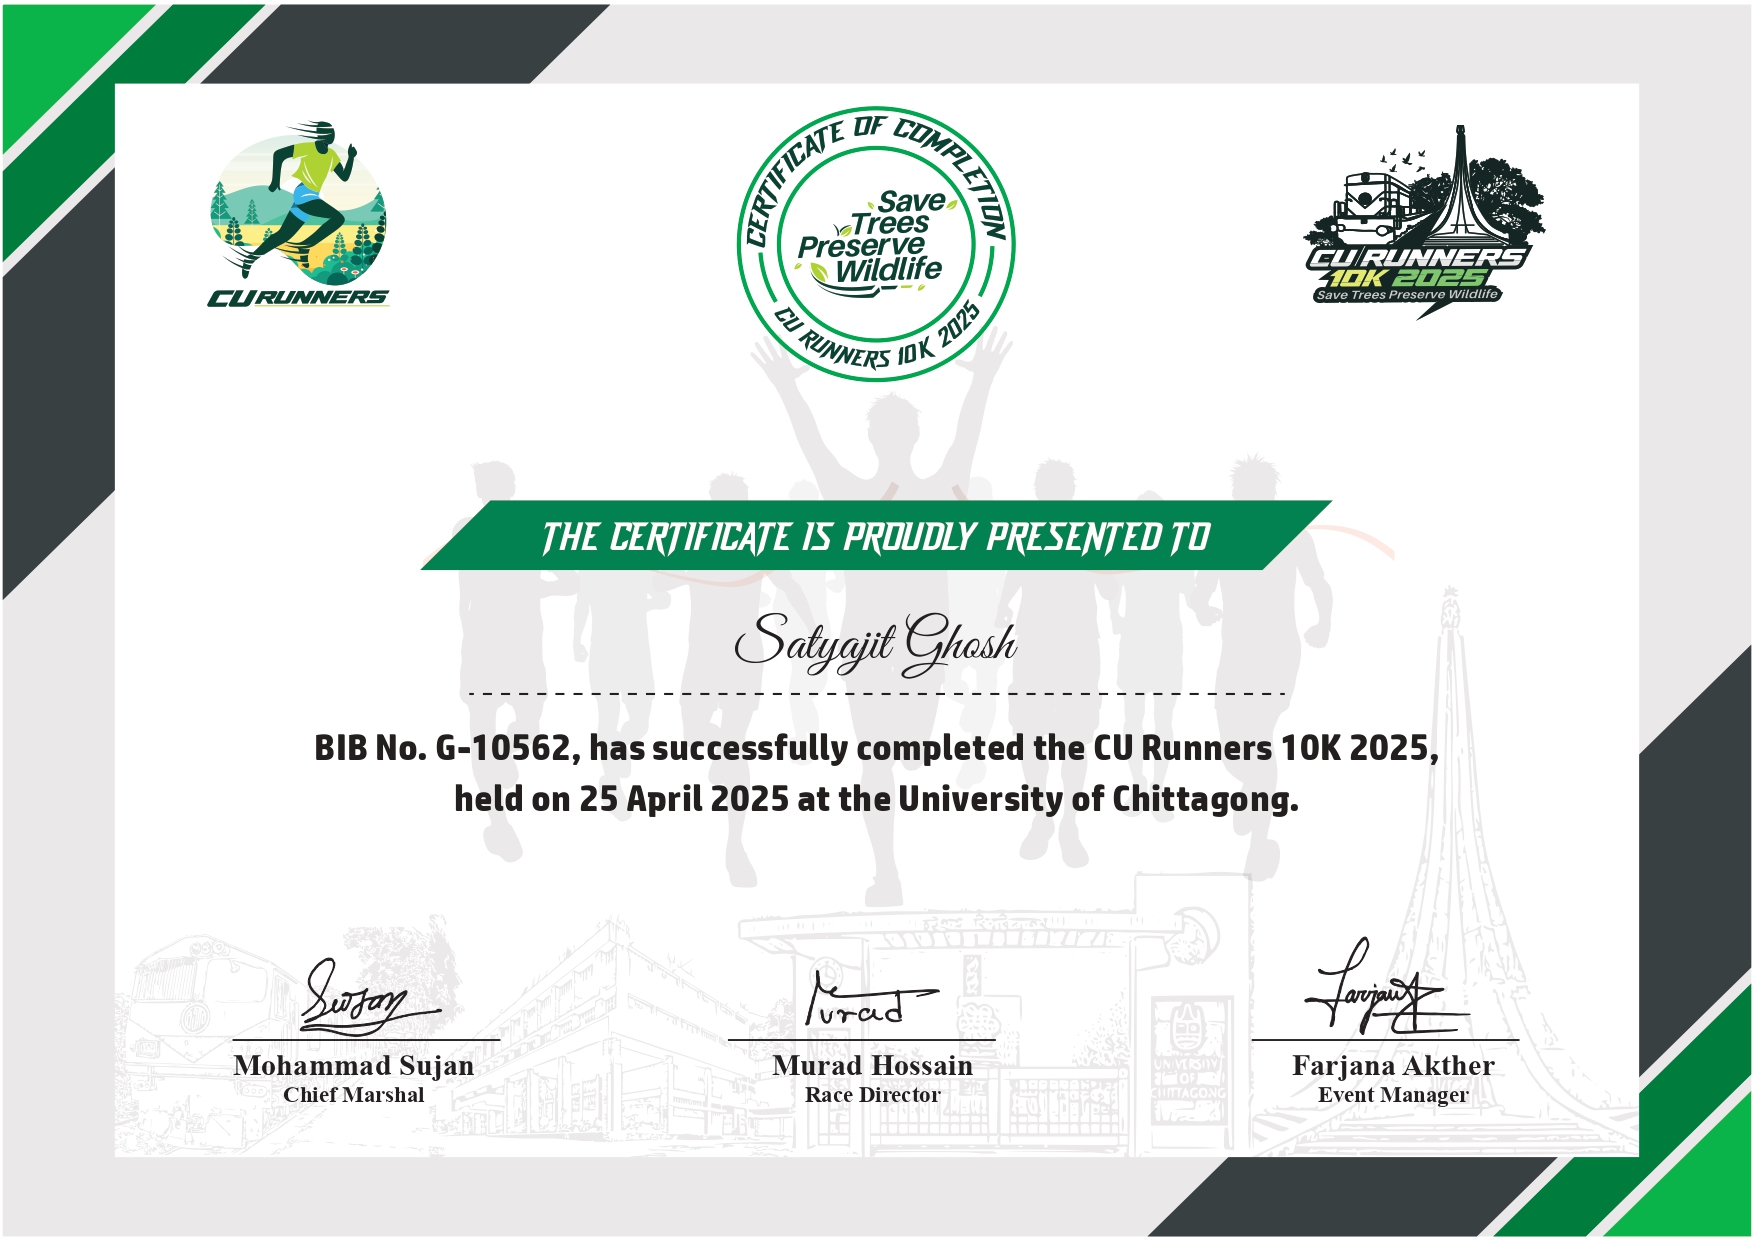 CU RUNNERS
CERTIFICATE OF COMPLETION
Save
Trees
Preserve
Wildlife
CU RUNNERS 10K 2025
CU RUNNERS
10K 2025
Save Trees Preserve Wildlife
THE CERTIFICATE IS PROUDLY PRESENTED TO
Satyajit Ghosh
BIB No. G-10562, has successfully completed the CU Runners 10K 2025,
held on 25 April 2025 at the University of Chittagong.
Sujan
Murad
Farjana
Mohammad Sujan
Chief Marshal
Murad Hossain
Race Director
Farjana Akther
Event Manager
UNIVERSITY
OF
CHITTAGONG